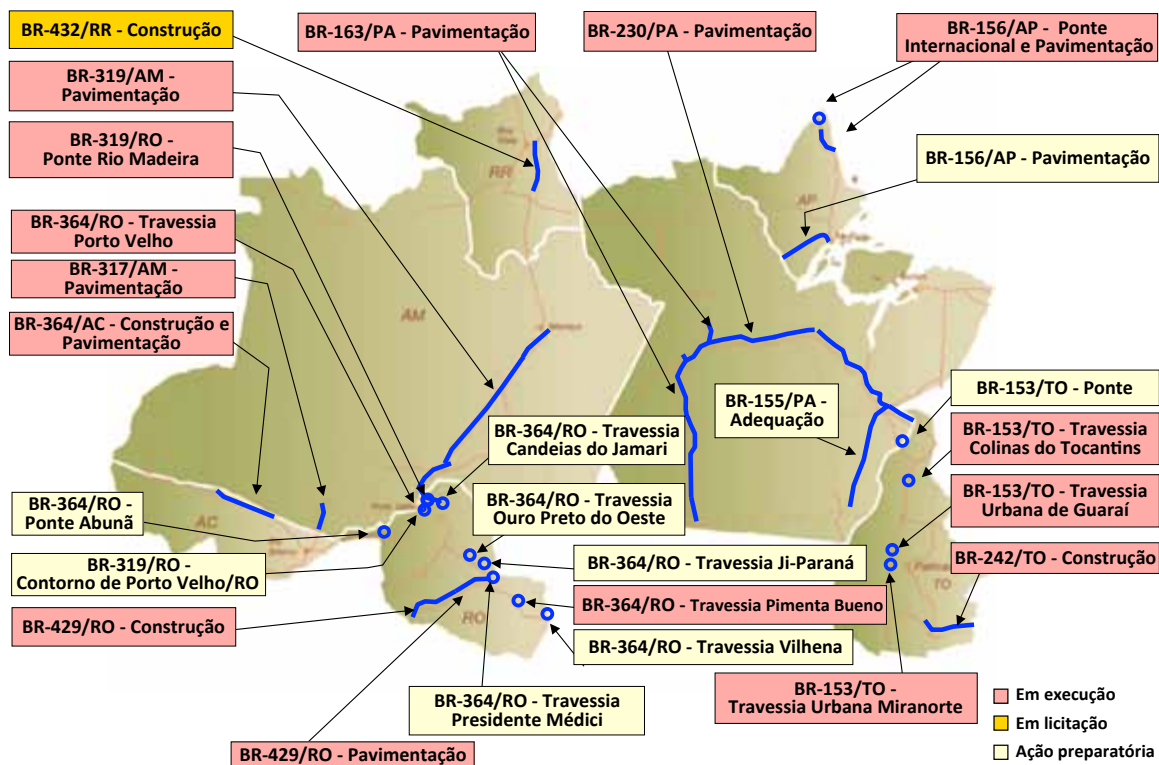 BR-432/RR - Construção
BR-163/PA - Pavimentação
BR-230/PA - Pavimentação
BR-156/AP - Ponte
Internacional e Pavimentação
BR-319/AM -
Pavimentação
BR-319/RO -
Ponte Rio Madeira
BR-156/AP - Pavimentação
RR
AP
BR-364/RO - Travessia
Porto Velho
BR-317/AM -
Pavimentação
BR-364/AC - Construção e
Pavimentação
AM
BR-155/PA -
Adequação
BR-153/TO - Ponte
BR-364/RO - Travessia
Candeias do Jamari
BR-153/TO - Travessia
Colinas do Tocantins
BR-364/RO -
Ponte Abunã
AC
BR-364/RO - Travessia
Ouro Preto do Oeste
BR-153/TO - Travessia
Urbana de Guaraí
BR-319/RO -
Contorno de Porto Velho/RO
BR-364/RO - Travessia Ji-Paraná
BR-242/TO - Construção
TO
BR-429/RO - Construção
RO
BR-364/RO - Travessia Pimenta Bueno
BR-364/RO - Travessia Vilhena
BR-364/RO - Travessia
Presidente Médici
BR-153/TO -
Travessia Urbana Miranorte
BR-429/RO - Pavimentação
Em execução
Em licitação
Ação preparatória